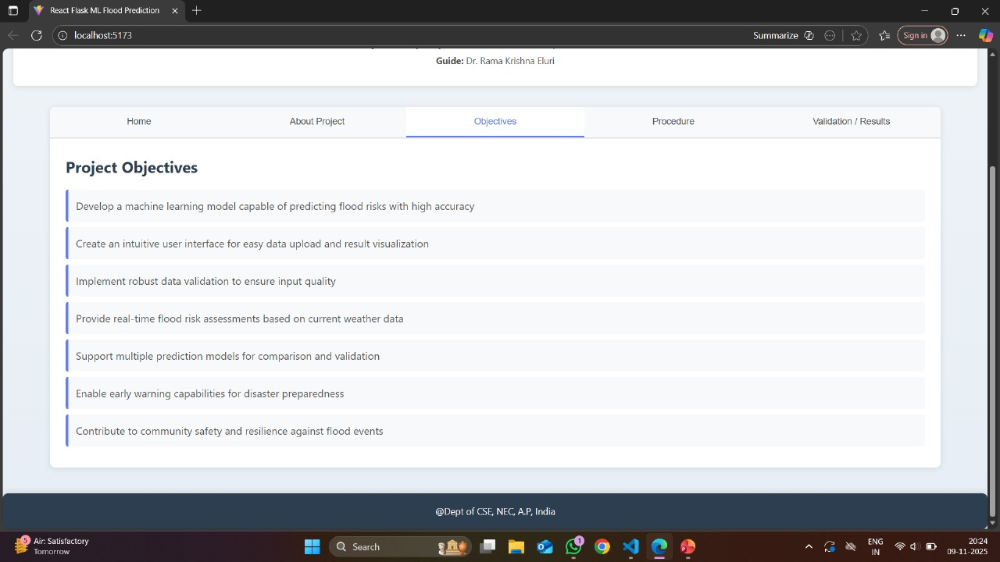 React Flask ML Flood Prediction
localhost:5173
Summarize
Sign in
Guide: Dr. Rama Krishna Eluri
Home
About Project
Objectives
Procedure
Validation / Results
Project Objectives
Develop a machine learning model capable of predicting flood risks with high accuracy
Create an intuitive user interface for easy data upload and result visualization
Implement robust data validation to ensure input quality
Provide real-time flood risk assessments based on current weather data
Support multiple prediction models for comparison and validation
Enable early warning capabilities for disaster preparedness
Contribute to community safety and resilience against flood events
@Dept of CSE, NEC, A.P, India
5
Air: Satisfactory
Tomorrow
Search
1
ENG
IN
20:24
09-11-2025